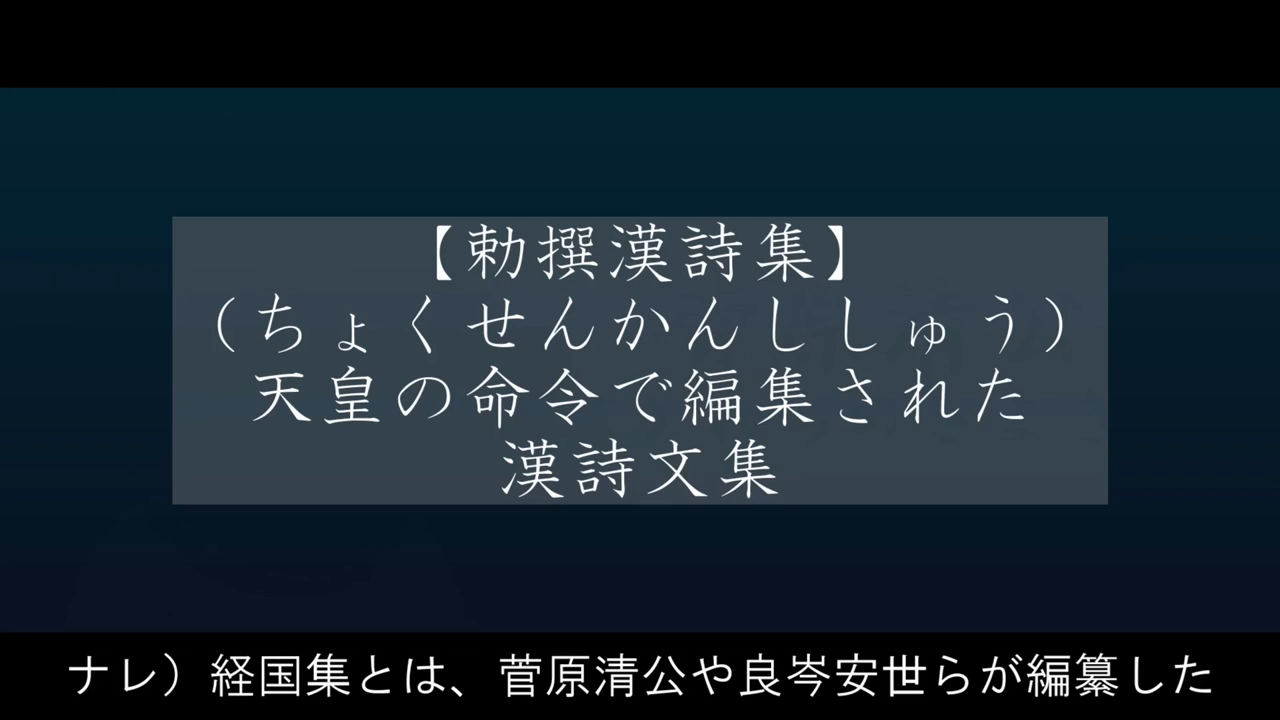 【勅撰漢詩集】
（ちょくせんかんししゅう）
天皇の命令で編集された
漢詩文集
ナレ）経国集とは、菅原清公や良岑安世らが編纂した